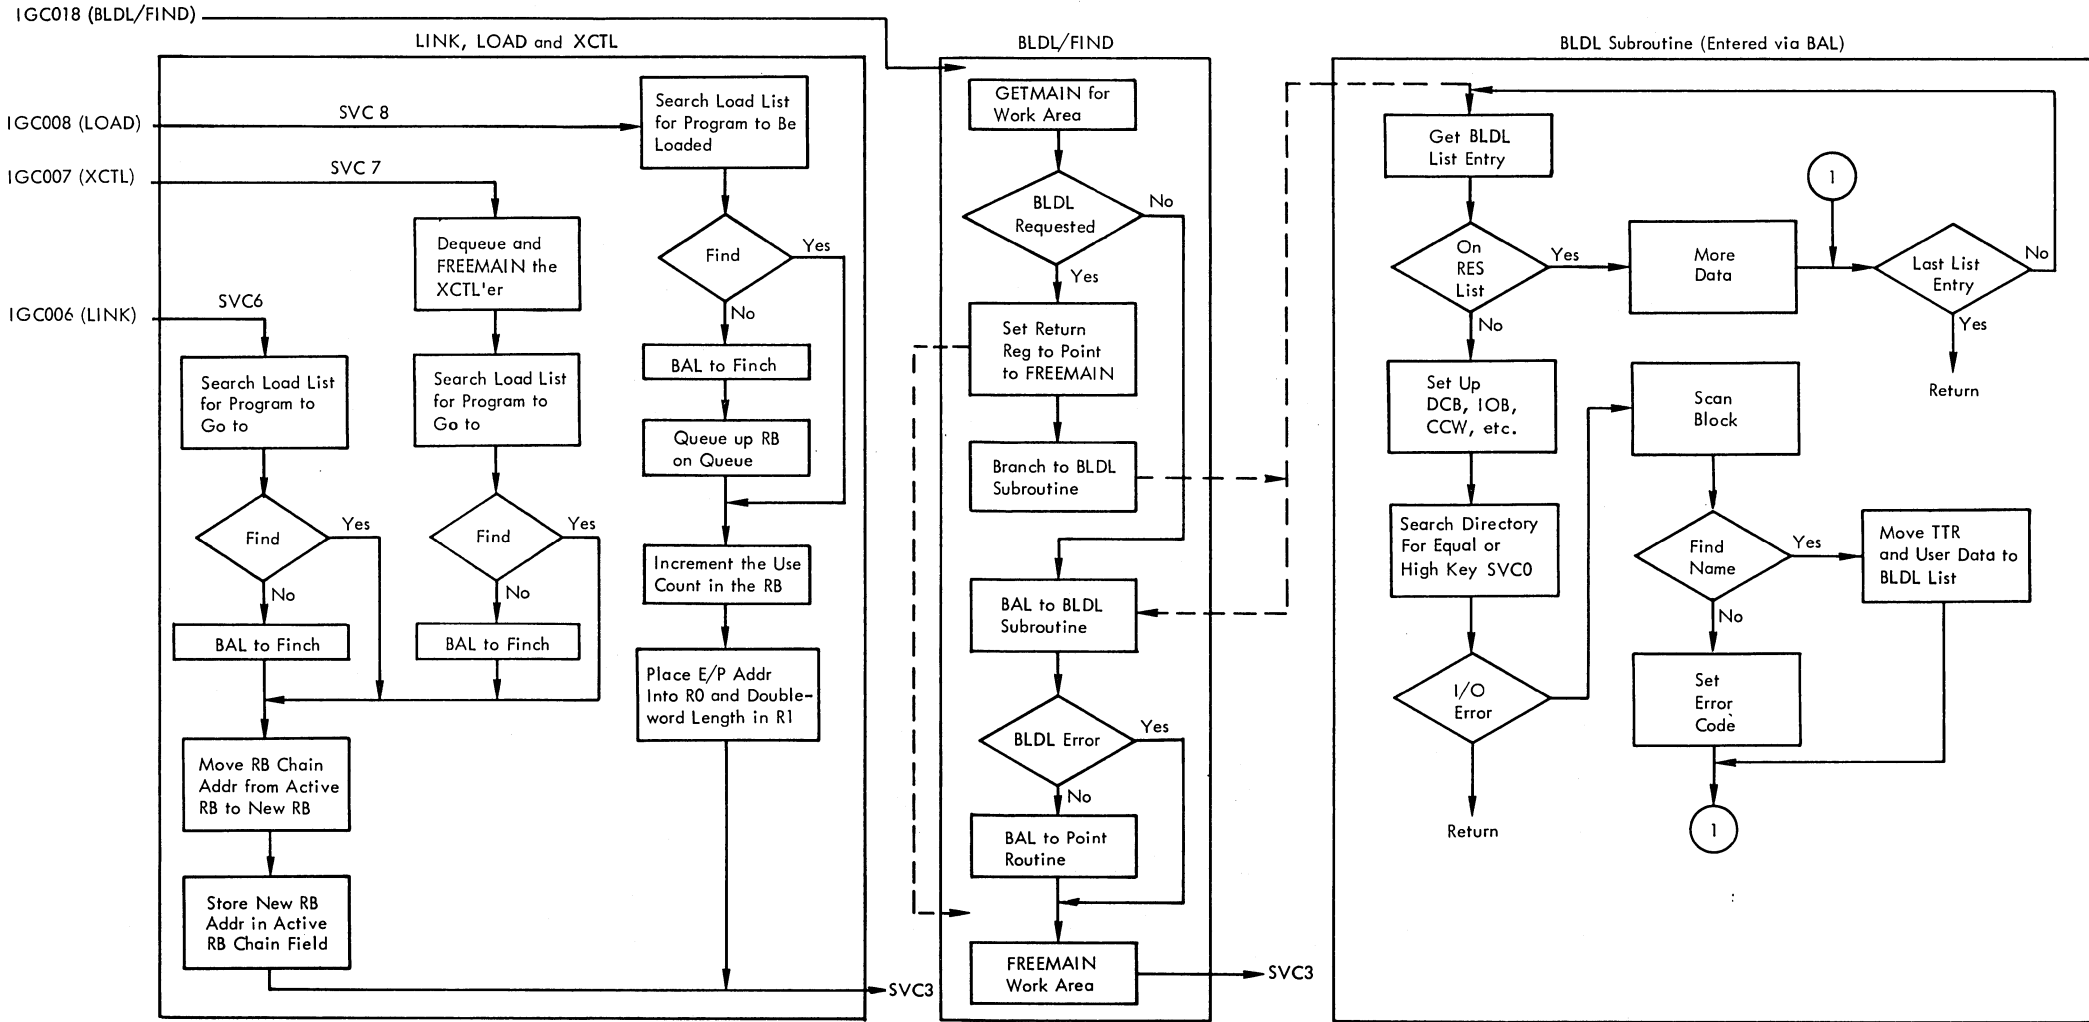 IGC018 (BLDL/FIND)
LINK, LOAD and XCTL
IGC008 (LOAD)
SVC 8
IGC007 (XCTL)
SVC 7
IGC006 (LINK)
SVC6
Search Load List
for Program to Be
Loaded
Find
Yes
No
BAL to Finch
Queue up RB
on Queue
Increment the Use
Count in the RB
Place E/P Addr
Into R0 and Double-
word Length in R1
Dequeue and
FREEMAIN the
XCTL'er
Search Load List
for Program to
Go to
Find
Yes
No
BAL to Finch
Search Load List
for Program to
Go to
Find
Yes
No
BAL to Finch
Move RB Chain
Addr from Active
RB to New RB
Store New RB
Addr in Active
RB Chain Field
SVC3
BLDL/FIND
GETMAIN for
Work Area
BLDL
Requested
No
Yes
Set Return
Reg to Point
to FREEMAIN
Branch to BLDL
Subroutine
BAL to BLDL
Subroutine
BLDL Error
Yes
No
BAL to Point
Routine
FREEMAIN
Work Area
SVC3
BLDL Subroutine (Entered via BAL)
Get BLDL
List Entry
On
RES
List
Yes
No
More
Data
1
Last List
Entry
No
Yes
Return
Set Up
DCB, IOB,
CCW, etc.
Search Directory
For Equal or
High Key SVC0
I/O
Error
Return
Scan
Block
Find
Name
Yes
No
Move TTR
and User Data to
BLDL List
Set
Error
Code
1